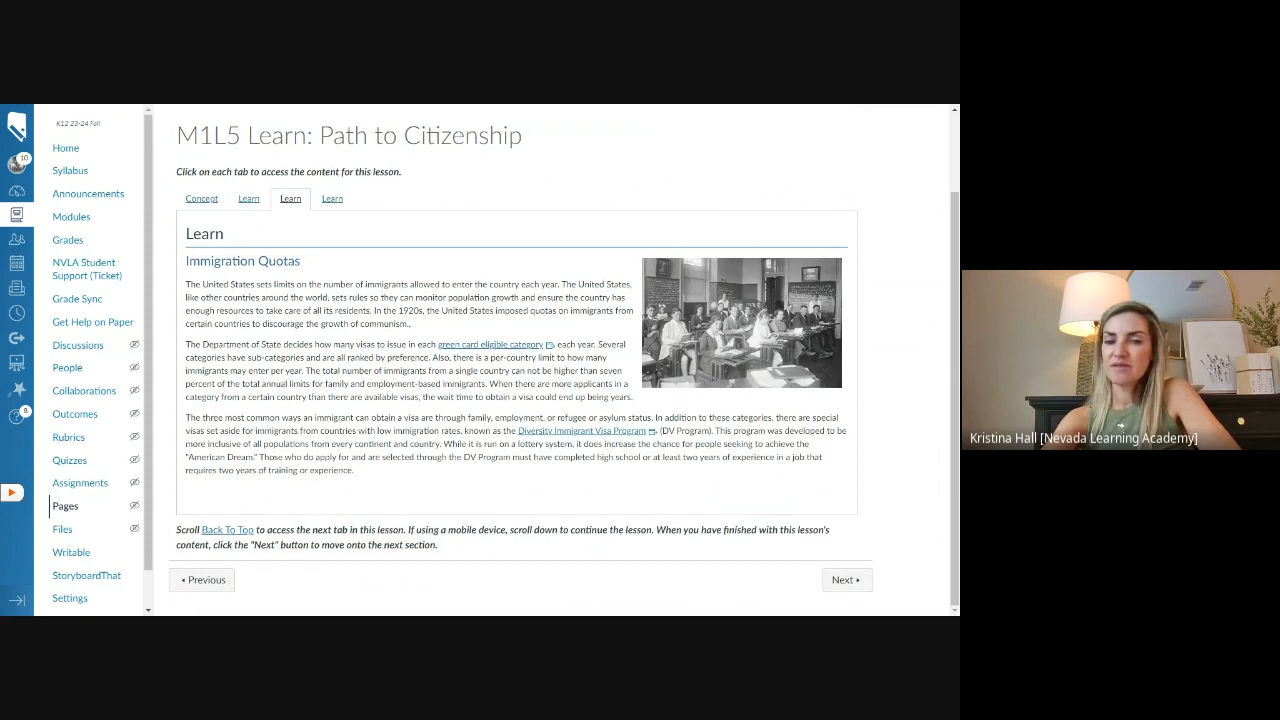 K12 23-24 Fall
Home
Syllabus
Announcements
Modules
Grades
NVLA Student
Support (Ticket)
Grade Sync
Get Help on Paper
Discussions
People
Collaborations
Outcomes
Rubrics
Quizzes
Assignments
Pages
Files
Writable
StoryboardThat
Settings
10
8
M1L5 Learn: Path to Citizenship
Click on each tab to access the content for this lesson.
Concept Learn Learn Learn
Learn
Immigration Quotas
The United States sets limits on the number of immigrants allowed to enter the country each year. The United States,
like other countries around the world, sets rules so they can monitor population growth and ensure the country has
enough resources to take care of all its residents. In the 1920s, the United States imposed quotas on immigrants from
certain countries to discourage the growth of communism.,
The Department of State decides how many visas to issue in each green card eligible category each year. Several
categories have sub-categories and are all ranked by preference. Also, there is a per-country limit to how many
immigrants may enter per year. The total number of immigrants from a single country can not be higher than seven
percent of the total annual limits for family and employment-based immigrants. When there are more applicants in a
category from a certain country than there are available visas, the wait time to obtain a visa could end up being years.
The three most common ways an immigrant can obtain a visa are through family, employment, or refugee or asylum status. In addition to these categories, there are special
visas set aside for immigrants from countries with low immigration rates, known as the Diversity Immigrant Visa Program (DV Program). This program was developed to be
more inclusive of all populations from every continent and country. While it is run on a lottery system, it does increase the chance for people seeking to achieve the
"American Dream." Those who do apply for and are selected through the DV Program must have completed high school or at least two years of experience in a job that
requires two years of training or experience.
Scroll Back To Top to access the next tab in this lesson. If using a mobile device, scroll down to continue the lesson. When you have finished with this lesson's
content, click the "Next" button to move onto the next section.
Previous
Next
Kristina Hall [Nevada Learning Academy]